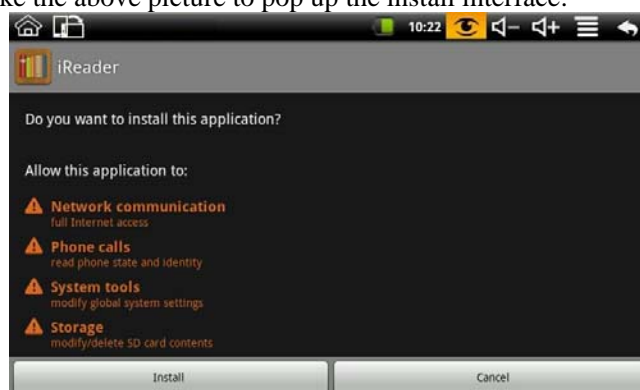 ke the above picture to pop up the install interface.
10:22
iReader
Do you want to install this application?
Allow this application to:
Network communication
full Internet access
Phone calls
read phone state and identity
System tools
modify global system settings
Storage
modify/delete SD card contents
Install Cancel